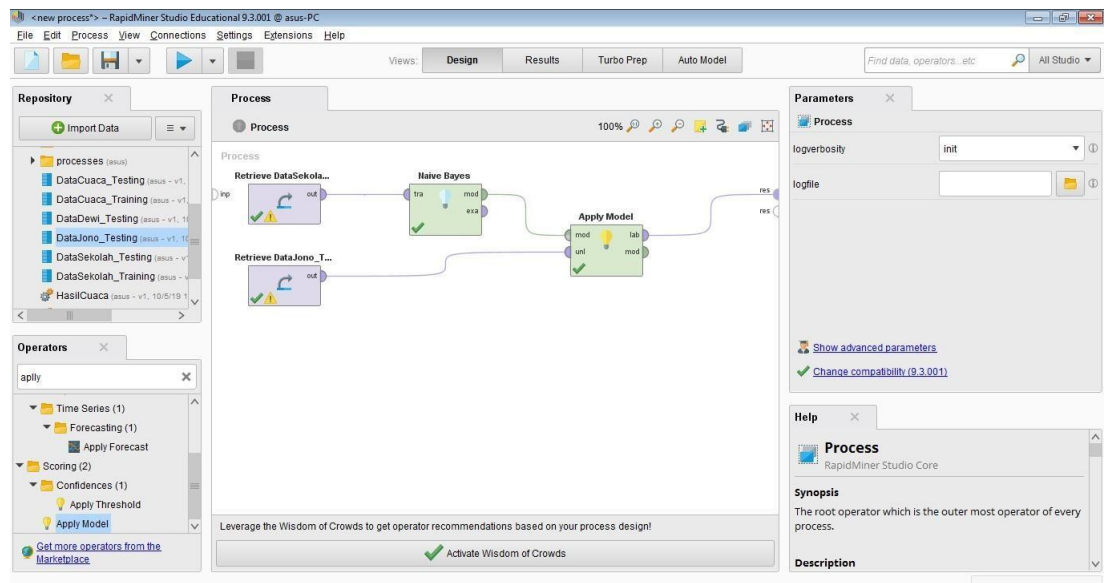 <new process*> – RapidMiner Studio Educational 9.3.001 @ asus-PC
File Edit Process View Connections Settings Extensions Help
Views: Design Results Turbo Prep Auto Model
Find data, operators...etc
All Studio
Repository
Import Data
processes (asus)
DataCuaca_Testing (asus - v1,
DataCuaca_Training (asus - v1,
DataDewi_Testing (asus - v1, 10
DataJono_Testing (asus - v1, 10
DataSekolah_Testing (asus - v
DataSekolah_Training (asus - v
HasilCuaca (asus - v1, 10/5/19 1
Operators
aplly
Time Series (1)
Forecasting (1)
Apply Forecast
Scoring (2)
Confidences (1)
Apply Threshold
Apply Model
Get more operators from the
Marketplace
Process
Process
100%
Process
inp
Retrieve DataSekola...
out
Naive Bayes
tra
mod
exa
Apply Model
mod
lab
unl
mod
Retrieve DataJono_T...
out
res
res
Leverage the Wisdom of Crowds to get operator recommendations based on your process design!
Activate Wisdom of Crowds
Parameters
Process
logverbosity
init
logfile
Show advanced parameters
Change compatibility (9.3.001)
Help
Process
RapidMiner Studio Core
Synopsis
The root operator which is the outer most operator of every
process.
Description